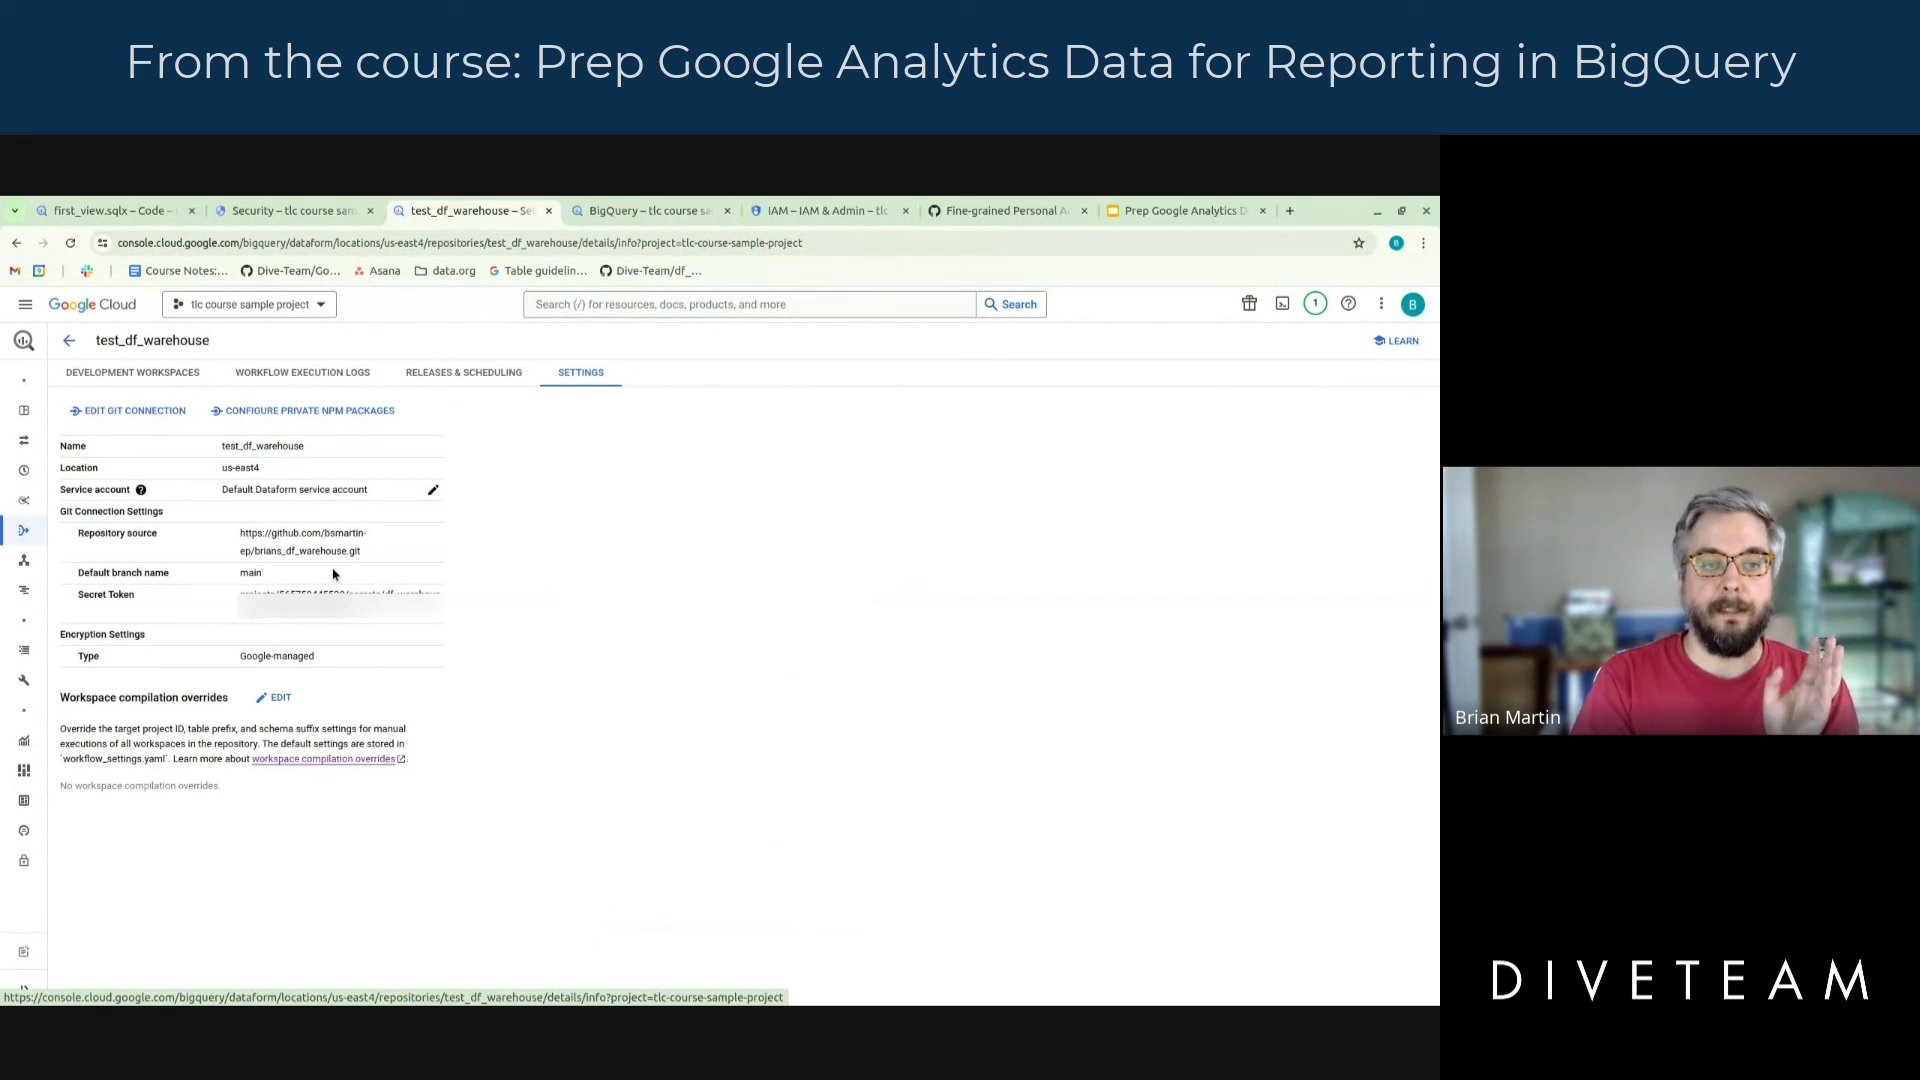 From the course: Prep Google Analytics Data for Reporting in BigQuery
first_view.sqlx – Code –
Security – tlc course sam
test_df_warehouse – Se
BigQuery – tlc course sa
IAM – IAM & Admin – tlc
Fine-grained Personal A
Prep Google Analytics D
console.cloud.google.com/bigquery/dataform/locations/us-east4/repositories/test_df_warehouse/details/info?project=tlc-course-sample-project
B
Course Notes:...
Dive-Team/Go...
Asana
data.org
Table guidelin...
Dive-Team/df_...
Google Cloud
tlc course sample project
Search (/) for resources, docs, products, and more
Search
1
B
test_df_warehouse
LEARN
DEVELOPMENT WORKSPACES
WORKFLOW EXECUTION LOGS
RELEASES & SCHEDULING
SETTINGS
EDIT GIT CONNECTION
CONFIGURE PRIVATE NPM PACKAGES
Name test_df_warehouse
Location us-east4
Service account Default Dataform service account
Git Connection Settings
Repository source https://github.com/bsmartin-
ep/brians_df_warehouse.git
Default branch name main
Secret Token
Encryption Settings
Type Google-managed
Workspace compilation overrides EDIT
Override the target project ID, table prefix, and schema suffix settings for manual
executions of all workspaces in the repository. The default settings are stored in
`workflow_settings.yaml`. Learn more about workspace compilation overrides.
No workspace compilation overrides.
https://console.cloud.google.com/bigquery/dataform/locations/us-east4/repositories/test_df_warehouse/details/info?project=tlc-course-sample-project
Brian Martin
DIVETEAM